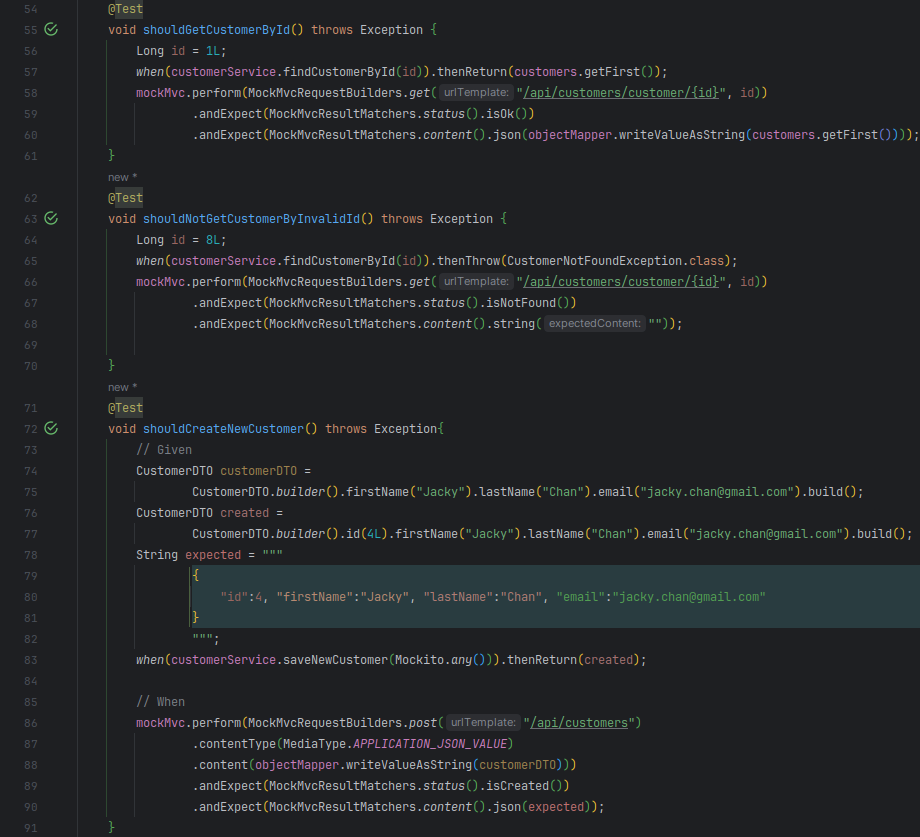 54 @Test
55 void shouldGetCustomerById() throws Exception {
56 Long id = 1L;
57 when(customerService.findCustomerById(id)).thenReturn(customers.getFirst());
58 mockMvc.perform(MockMvcRequestBuilders.get( urlTemplate: "/api/customers/customer/{id}", id))
59 .andExpect(MockMvcResultMatchers.status().isOk())
60 .andExpect(MockMvcResultMatchers.content().json(objectMapper.writeValueAsString(customers.getFirst())));
61 }
new *
62 @Test
63 void shouldNotGetCustomerByInvalidId() throws Exception {
64 Long id = 8L;
65 when(customerService.findCustomerById(id)).thenThrow(CustomerNotFoundException.class);
66 mockMvc.perform(MockMvcRequestBuilders.get( urlTemplate: "/api/customers/customer/{id}", id))
67 .andExpect(MockMvcResultMatchers.status().isNotFound())
68 .andExpect(MockMvcResultMatchers.content().string( expectedContent: ""));
69
70 }
new *
71 @Test
72 void shouldCreateNewCustomer() throws Exception{
73 // Given
74 CustomerDTO customerDTO =
75 CustomerDTO.builder().firstName("Jacky").lastName("Chan").email("jacky.chan@gmail.com").build();
76 CustomerDTO created =
77 CustomerDTO.builder().id(4L).firstName("Jacky").lastName("Chan").email("jacky.chan@gmail.com").build();
78 String expected = """
79 {
80 "id":4, "firstName":"Jacky", "lastName":"Chan", "email":"jacky.chan@gmail.com"
81 }
82 """;
83 when(customerService.saveNewCustomer(Mockito.any())).thenReturn(created);
84
85 // When
86 mockMvc.perform(MockMvcRequestBuilders.post( urlTemplate: "/api/customers")
87 .contentType(MediaType.APPLICATION_JSON_VALUE)
88 .content(objectMapper.writeValueAsString(customerDTO)))
89 .andExpect(MockMvcResultMatchers.status().isCreated())
90 .andExpect(MockMvcResultMatchers.content().json(expected));
91 }